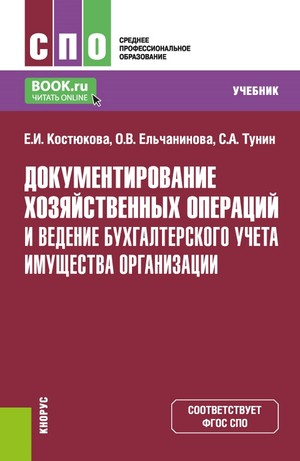 СПО
СРЕДНЕЕ
ПРОФЕССИОНАЛЬНОЕ
ОБРАЗОВАНИЕ
BOOK.ru
ЧИТАТЬ ONLINE
УЧЕБНИК
Е.И. Костюкова, О.В. Ельчанинова, С.А. Тунин
ДОКУМЕНТИРОВАНИЕ
ХОЗЯЙСТВЕННЫХ ОПЕРАЦИЙ
И ВЕДЕНИЕ БУХГАЛТЕРСКОГО УЧЕТА
ИМУЩЕСТВА ОРГАНИЗАЦИИ
КНОРУС
СООТВЕТСТВУЕТ
ФГОС СПО